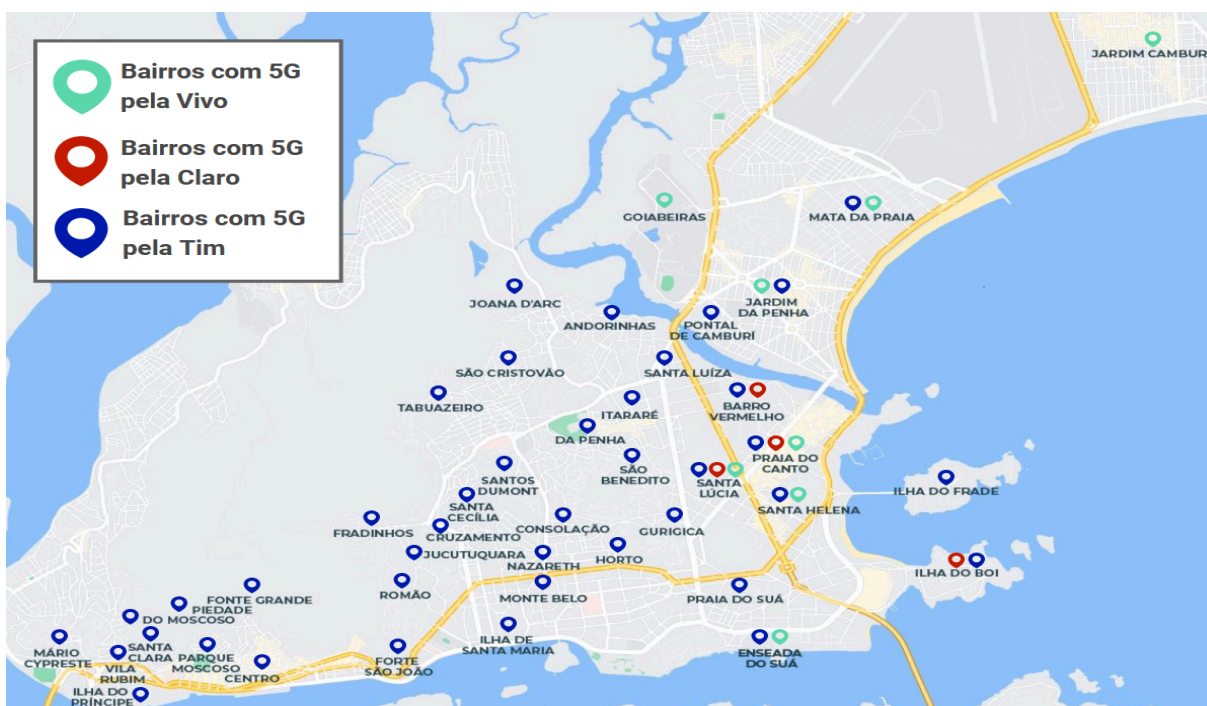 Bairros com 5G
pela Vivo
Bairros com 5G
pela Claro
Bairros com 5G
pela Tim
JARDIM CAMBUR
GOIABEIRAS
MATA DA PRAIA
JOANA D'ARC
JARDIM
DA PENHA
ANDORINHAS
PONTAL
DE CAMBURÍ
SÃO CRISTOVÃO
SANTA LUÍZA
TABUAZEIRO
ITARARÉ
BARRO
VERMELHO
DA PENHA
PRAIA DO
CANTO
SANTOS
DUMONT
SÃO
BENEDITO
SANTA
LÚCIA
ILHA DO FRADE
SANTA
CECÍLIA
SANTA HELENA
FRADINHOS
CRUZAMENTO
CONSOLAÇÃO
GURIGICA
JUCUTUQUARA
NAZARETH
HORTO
ILHA DO BOI
FONTE GRANDE
ROMÃO
MONTE BELO
PRAIA DO SUÁ
PIEDADE
DO MOSCOSO
MÁRIO
CYPRESTE
SANTA
CLARA
VILA
RUBIM
PARQUE
MOSCOSO
CENTRO
FORTE
SÃO JOÃO
ILHA DE
SANTA MARIA
ENSEADA
DO SUÁ
ILHA DO
PRÍNCIPE